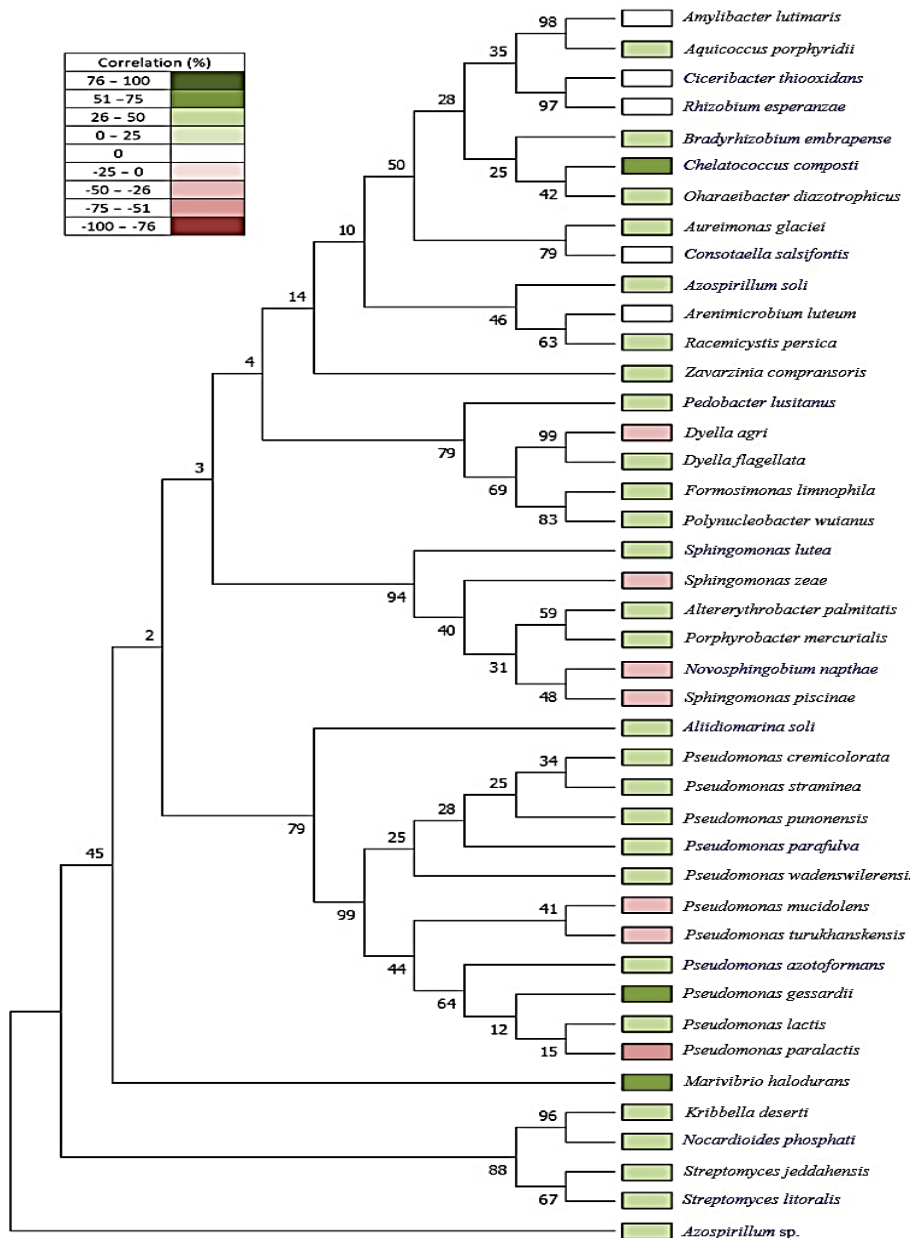 Correlation (%)
76 – 100
51 –75
26 – 50
0 – 25
0
-25 – 0
-50 – -26
-75 – -51
-100 – -76
98
Amylibacter lutimaris
Aquicoccus porphyridii
35
Ciceribacter thiooxidans
97
Rhizobium esperanzae
28
Bradyrhizobium embrapense
25
Chelatococcus composti
42
Oharaeibacter diazotrophicus
50
Aureimonas glaciei
79
Consotaella salsifontis
10
Azospirillum soli
46
Arenimicrobium luteum
63
Racemicystis persica
14
Zavarzinia compransoris
4
Pedobacter lusitanus
79
99
Dyella agri
Dyella flagellata
69
Formosimonas limnophila
83
Polynucleobacter wuianus
3
Sphingomonas lutea
94
Sphingomonas zeae
40
59
Altererythrobacter palmitatis
Porphyrobacter mercurialis
31
Novosphingobium napthae
48
Sphingomonas piscinae
2
Aliidiomarina soli
79
34
Pseudomonas cremicolorata
Pseudomonas straminea
25
Pseudomonas punonensis
28
Pseudomonas parafulva
25
Pseudomonas wadenswilerensis
99
41
Pseudomonas mucidolens
Pseudomonas turukhanskensis
44
Pseudomonas azotoformans
64
Pseudomonas gessardii
12
Pseudomonas lactis
15
Pseudomonas paralactis
45
Marivibrio halodurans
96
Kribbella deserti
Nocardioides phosphati
88
Streptomyces jeddahensis
67
Streptomyces litoralis
Azospirillum sp.